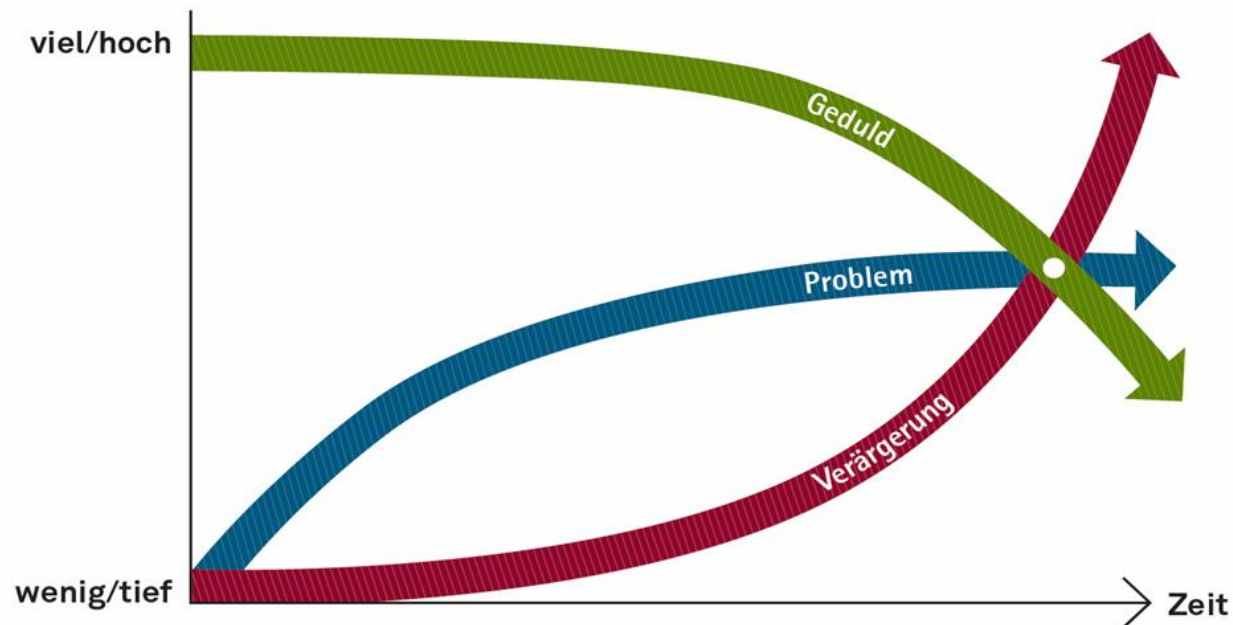 viel/hoch
Geduld
Problem
Verärgerung
wenig/tief
Zeit